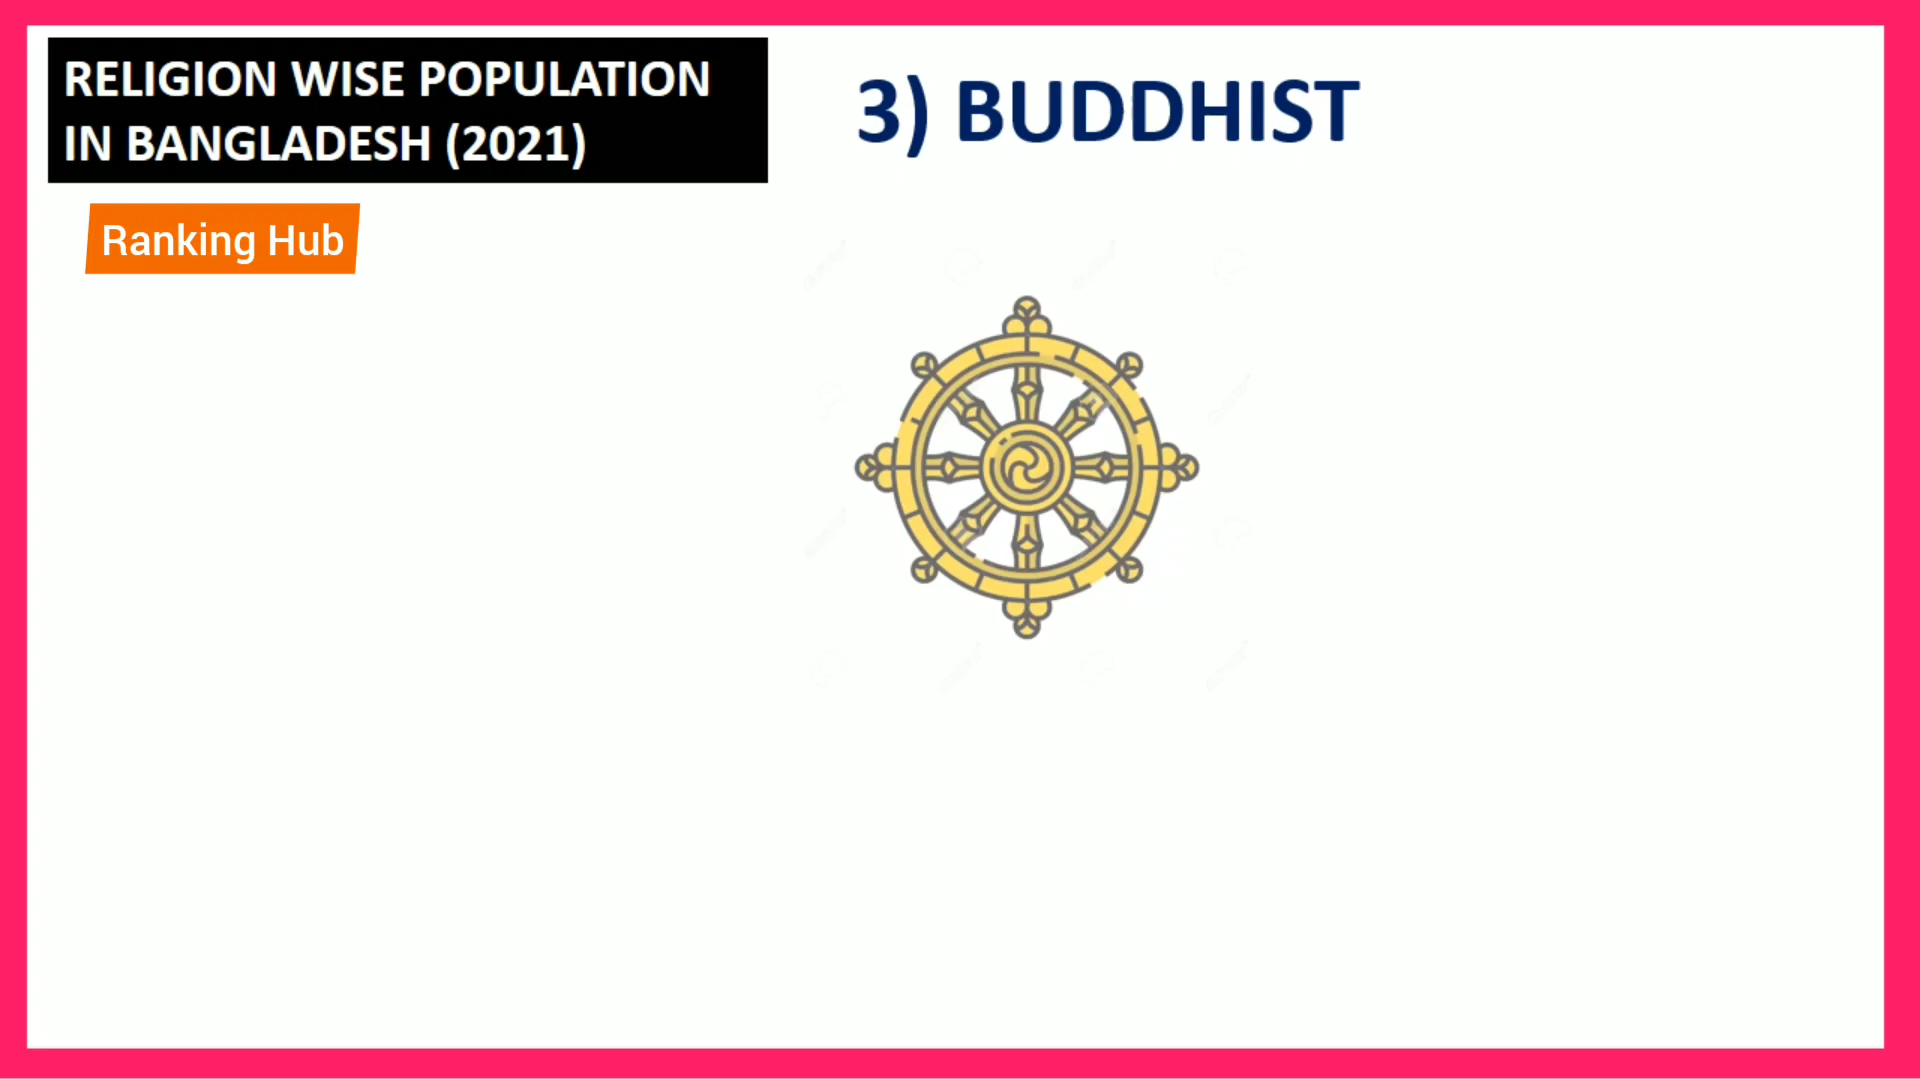 RELIGION WISE POPULATION
IN BANGLADESH (2021)
3) BUDDHIST
Ranking Hub